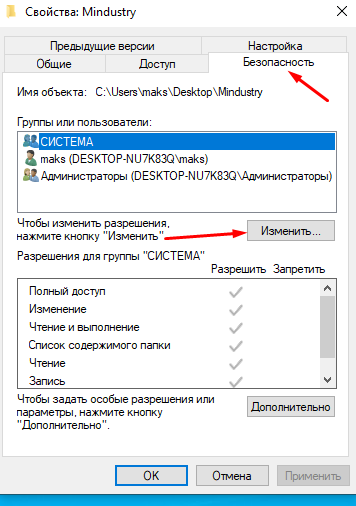 Свойства: Mindustry
Предыдущие версии Настройка
Общие Доступ Безопасность
Имя объекта: C:\Users\maks\Desktop\Mindustry
Группы или пользователи:
СИСТЕМА
maks (DESKTOP-NU7K83Q\maks)
Администраторы (DESKTOP-NU7K83Q\Администраторы)
Чтобы изменить разрешения,
нажмите кнопку "Изменить".
Изменить...
Разрешения для группы "СИСТЕМА"
Разрешить Запретить
Полный доступ
Изменение
Чтение и выполнение
Список содержимого папки
Чтение
Запись
Чтобы задать особые разрешения или
параметры, нажмите кнопку
"Дополнительно".
Дополнительно
OK Отмена Применить